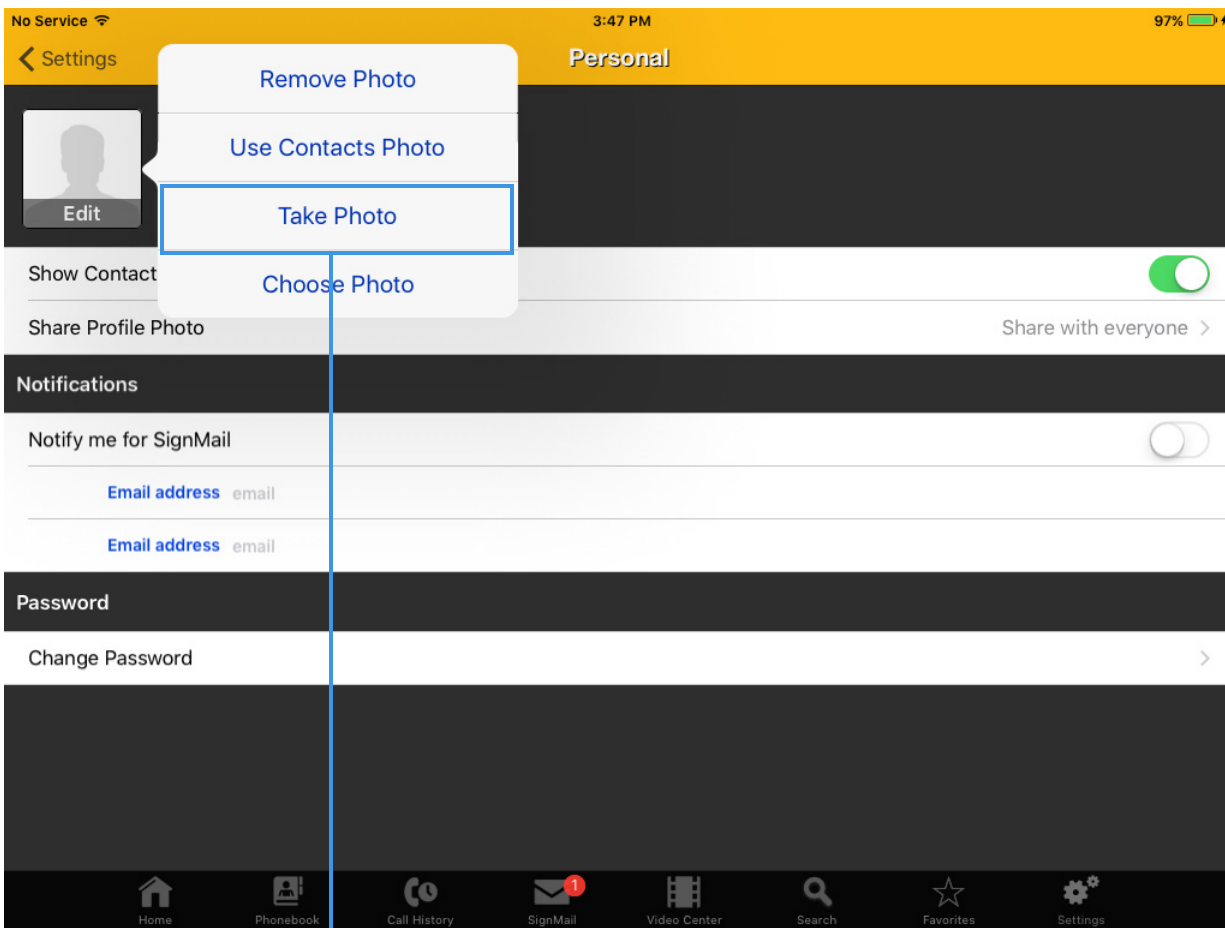 No Service 3:47 PM 97%
Settings Personal
Remove Photo
Use Contacts Photo
Edit
Take Photo
Show Contact
Choose Photo
Share Profile Photo Share with everyone
Notifications
Notify me for SignMail
Email address email
Email address email
Password
Change Password
1
Home Phonebook Call History SignMail Video Center Search Favorites Settings